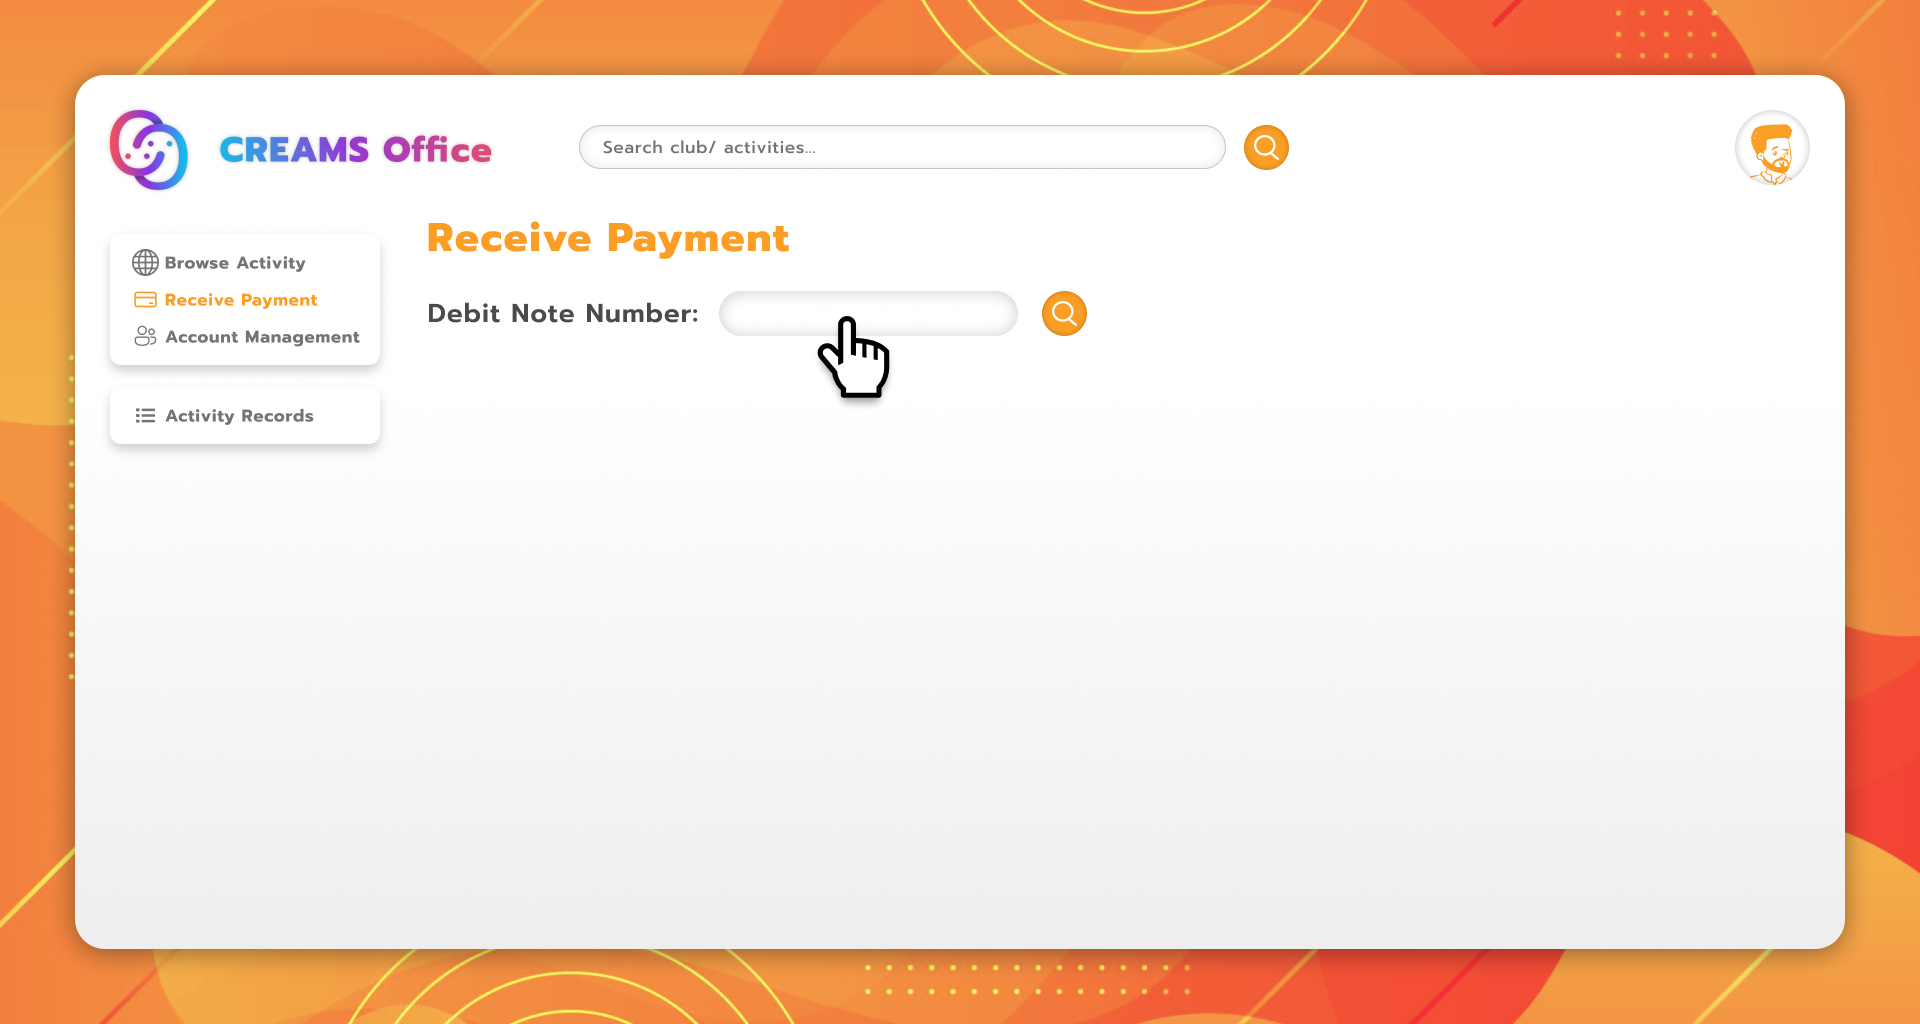 CREAMS Office
Search club/ activities...
Browse Activity
Receive Payment
Account Management
Activity Records
Receive Payment
Debit Note Number: